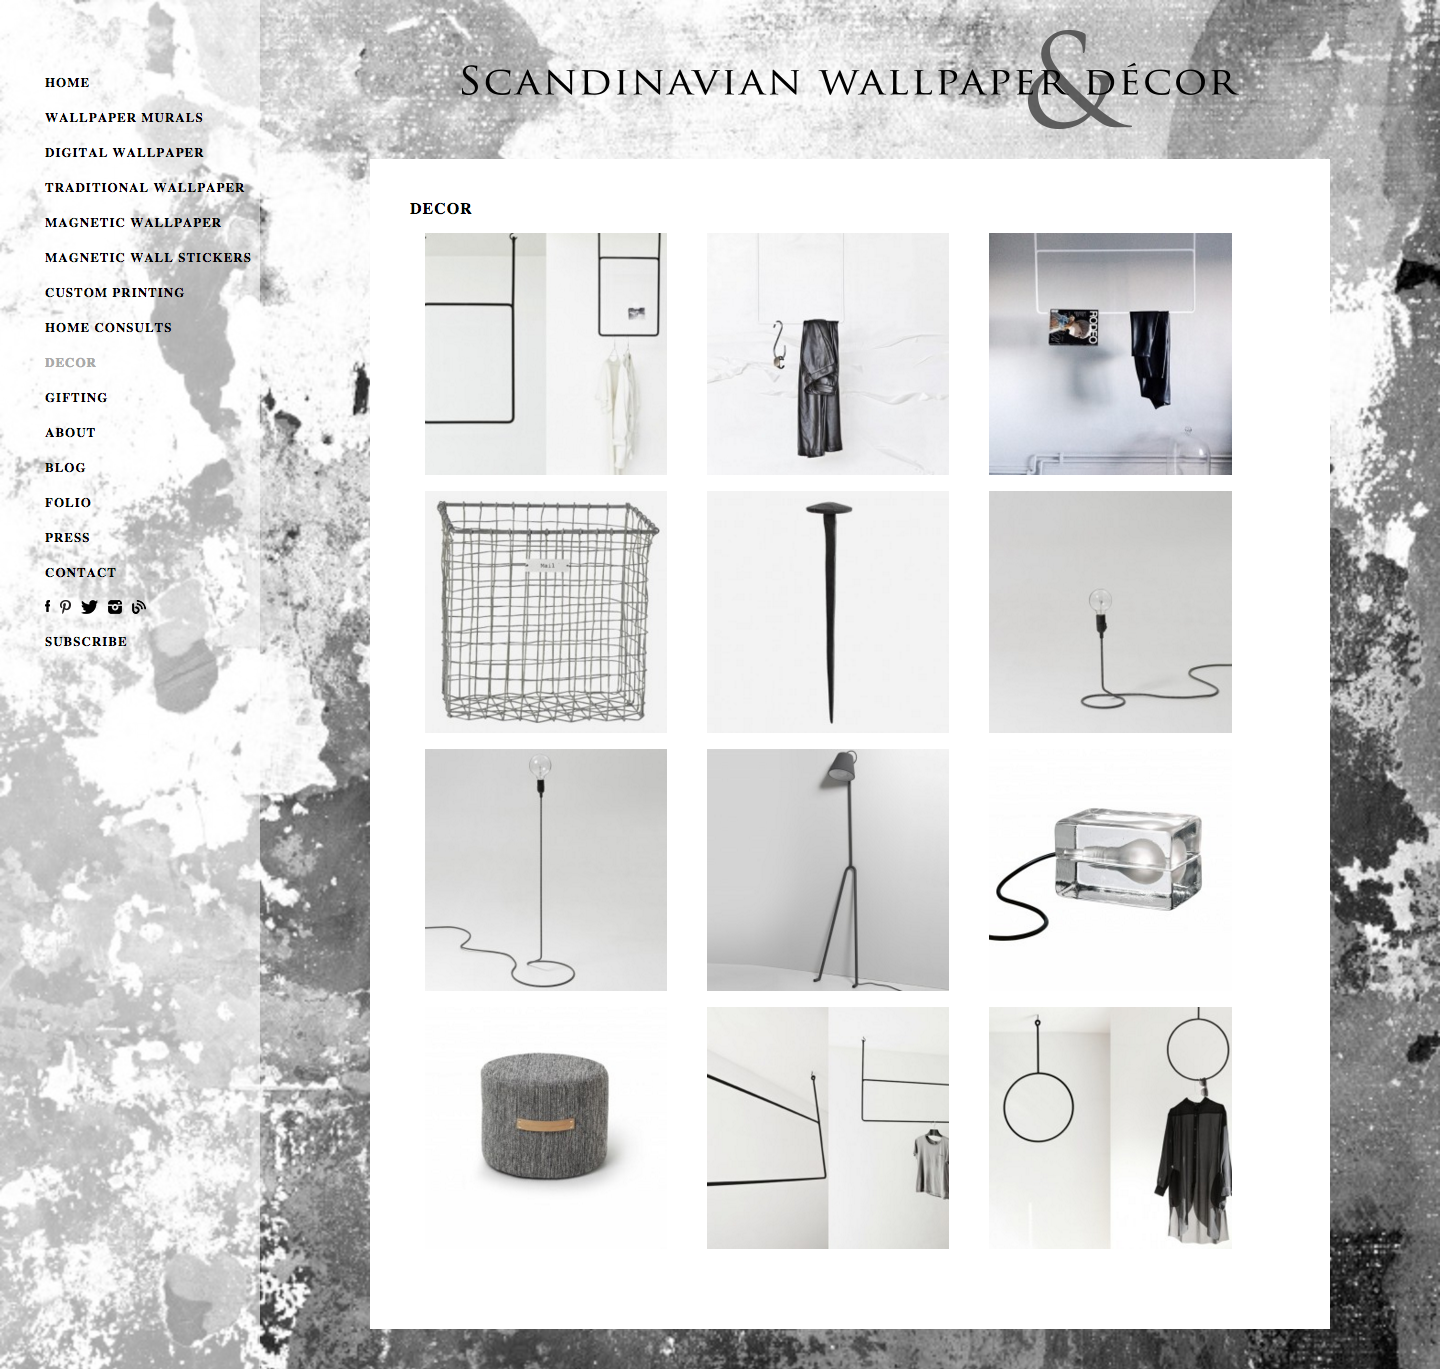 SCANDINAVIAN WALLPAPER & DÉCOR
HOME
WALLPAPER MURALS
DIGITAL WALLPAPER
TRADITIONAL WALLPAPER
MAGNETIC WALLPAPER
MAGNETIC WALL STICKERS
CUSTOM PRINTING
HOME CONSULTS
DECOR
GIFTING
ABOUT
BLOG
FOLIO
PRESS
CONTACT
SUBSCRIBE
DECOR
RODEO
Mail